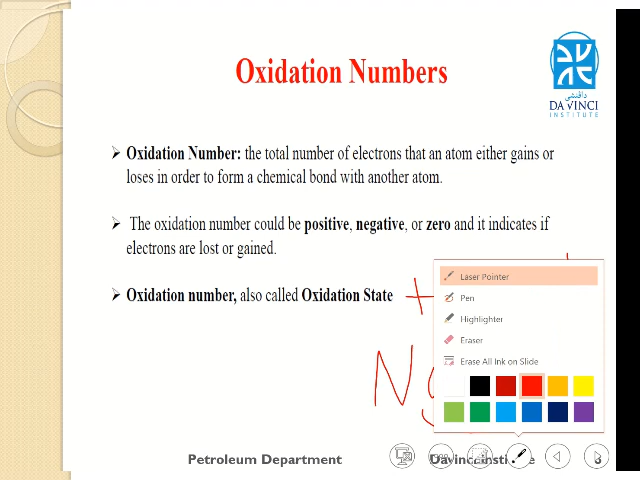 Oxidation Numbers
دافنشي
DA VINCI
INSTITUTE
➢ Oxidation Number: the total number of electrons that an atom either gains or
loses in order to form a chemical bond with another atom.
➢ The oxidation number could be positive, negative, or zero and it indicates if
electrons are lost or gained.
➢ Oxidation number, also called Oxidation State
+
Laser Pointer
Pen
Highlighter
Eraser
Erase All Ink on Slide
N
Petroleum Department